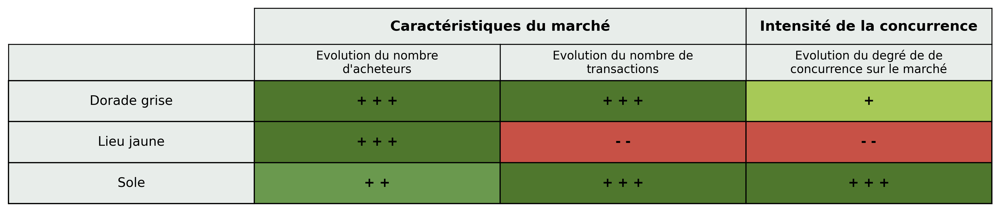 Caractéristiques du marché
Intensité de la concurrence
Evolution du nombre
d'acheteurs
Evolution du nombre de
transactions
Evolution du degré de de
concurrence sur le marché
Dorade grise
+ + +
+ + +
+
Lieu jaune
+ + +
- -
- -
Sole
+ +
+ + +
+ + +